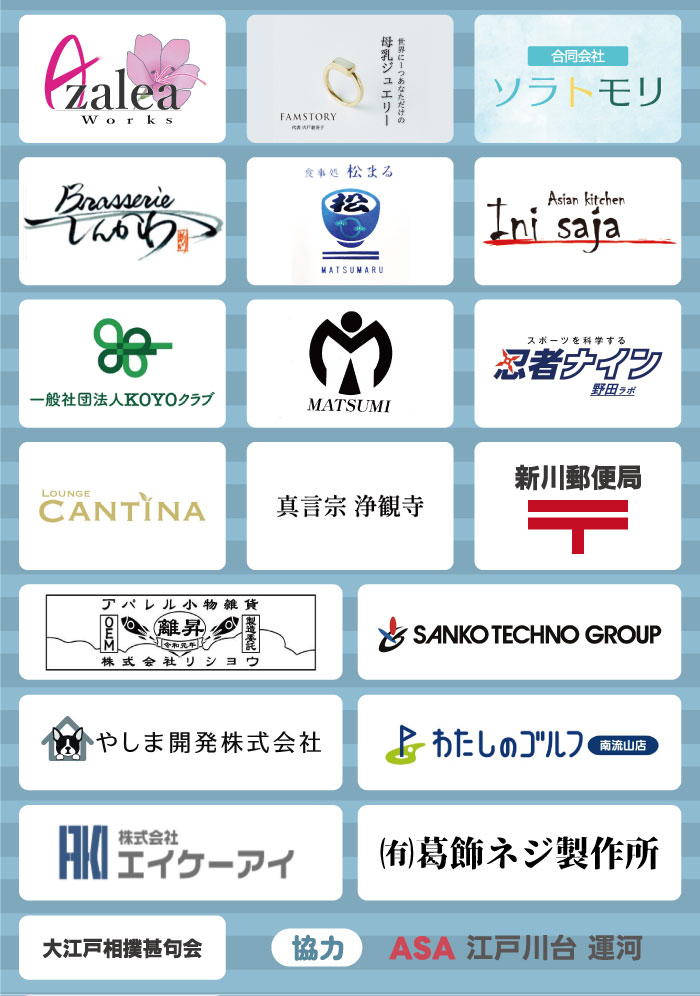 Azalea
Works
世界に1つあなただけの
母乳ジュエリー
FAMSTORY
合同会社
ソラトモリ
Brasserie
てんかわ
食事処 松まる
松
MATSUMARU
Asian kitchen
Ini saja
一般社団法人KOYOクラブ
MATSUMI
スポーツを科学する
忍者ナイン
野田ラボ
LOUNGE
CANTINA
真言宗 浄観寺
新川郵便局
アパレル小物雑貨
OEM
離昇
令和元年
製造委託
株式会社リショウ
SANKO TECHNO GROUP
やしま開発株式会社
わたしのゴルフ 南流山店
AKI
株式会社
エイケーアイ
㈲葛飾ネジ製作所
大江戸相撲甚句会
協力
ASA 江戸川台 運河